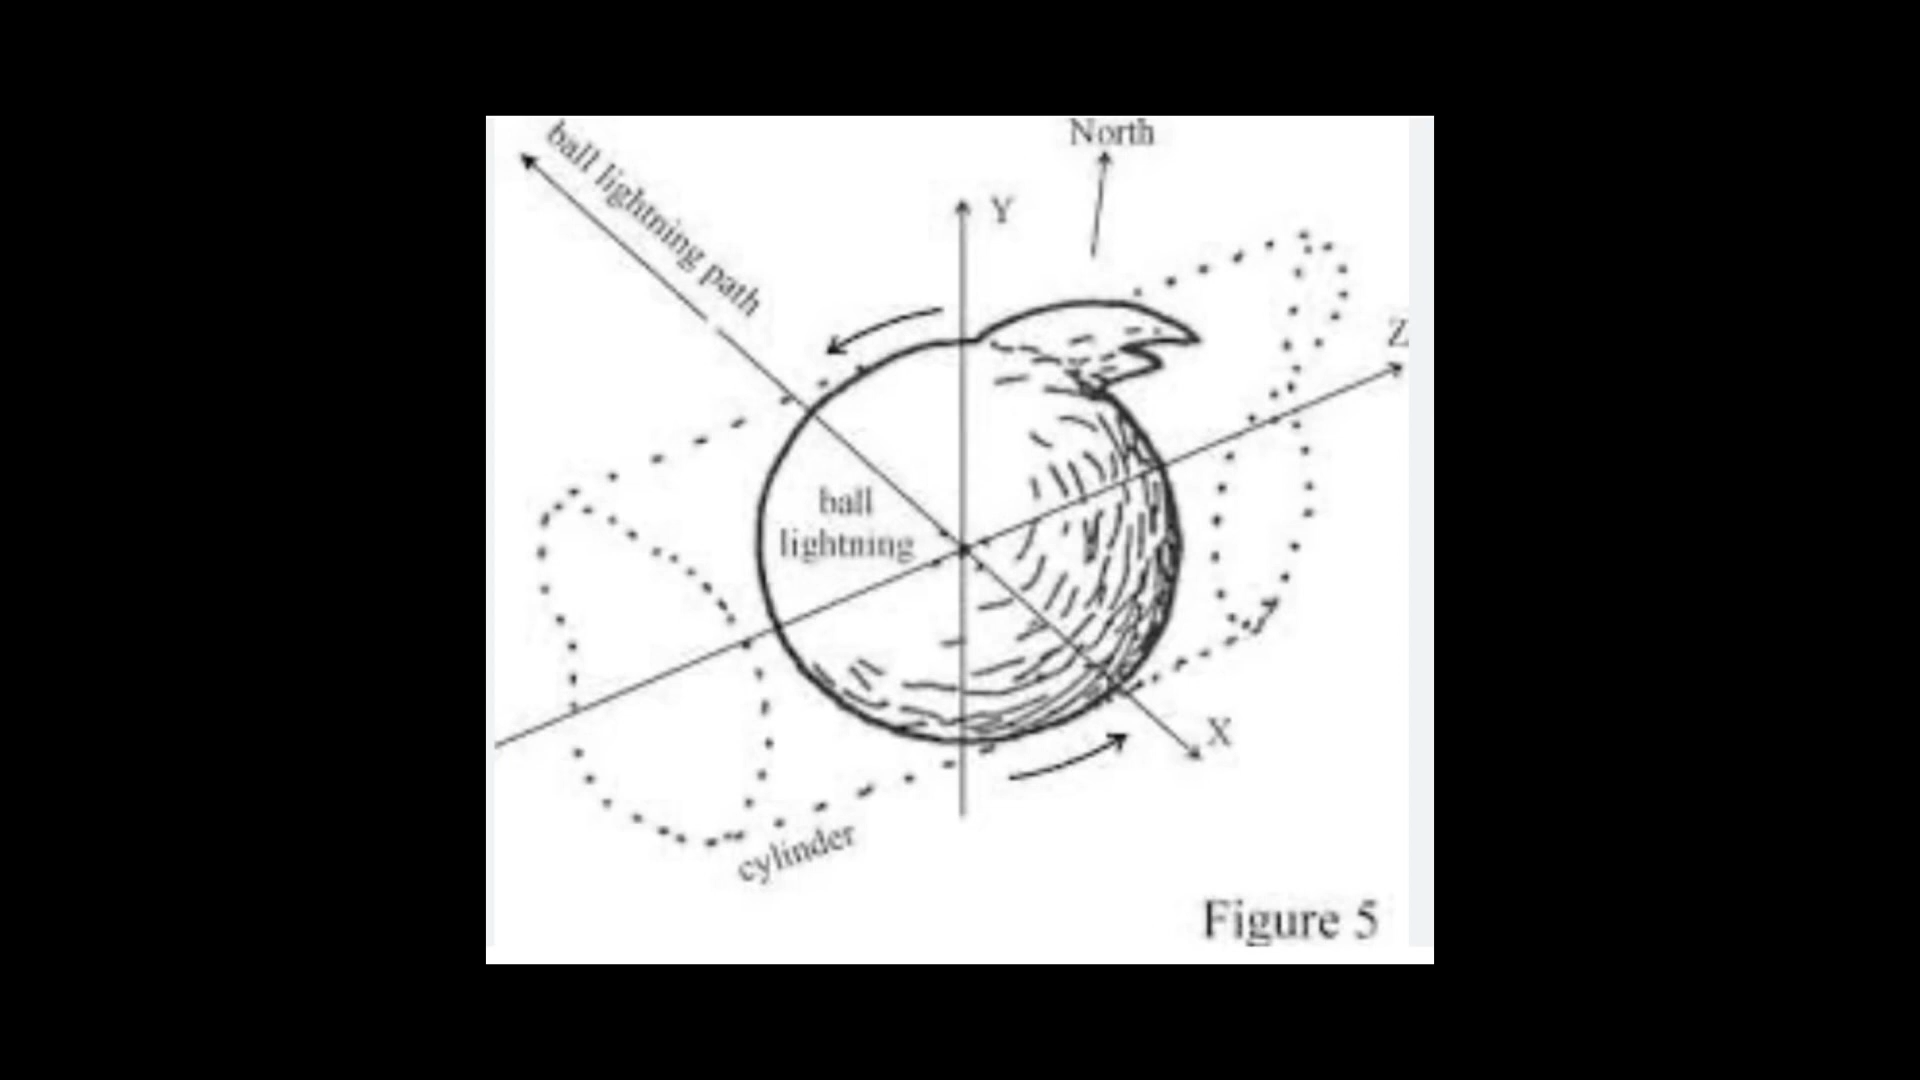 North
ball lightning path
Y
Z
ball
lightning
X
cylinder
Figure 5